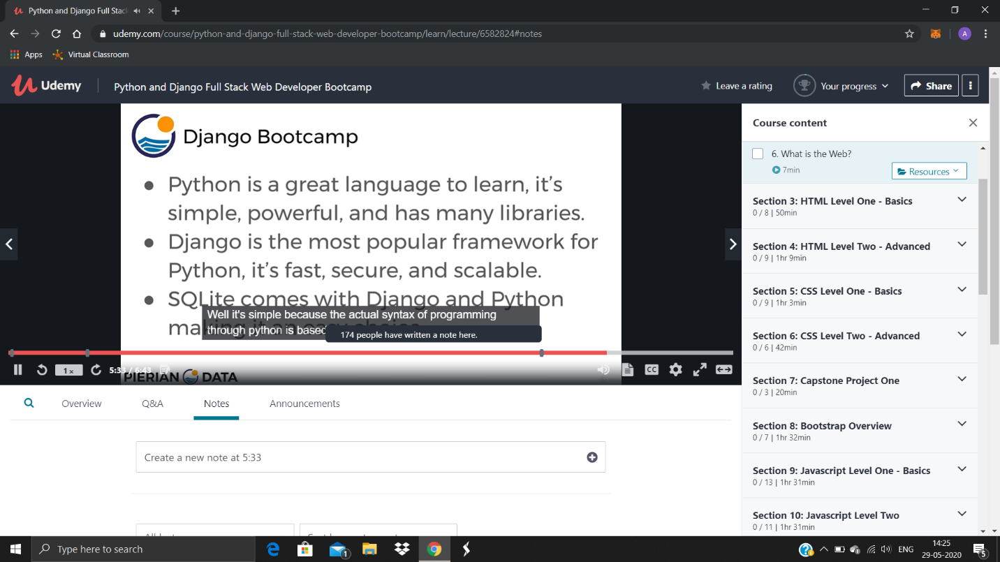 Python and Django Full Stac
udemy.com/course/python-and-django-full-stack-web-developer-bootcamp/learn/lecture/6582824#notes
A
Apps
Virtual Classroom
Udemy
Python and Django Full Stack Web Developer Bootcamp
Leave a rating
Your progress
Share
Django Bootcamp
● Python is a great language to learn, it's
simple, powerful, and has many libraries.
● Django is the most popular framework for
Python, it's fast, secure, and scalable.
● SQLite comes with Django and Python
making it an easy choice.
Well it's simple because the actual syntax of programming
through python is based
174 people have written a note here.
1 x
5:33 / 6:43
PIERIAN DATA
CC
Course content
6. What is the Web?
7min
Resources
Section 3: HTML Level One - Basics
0 / 8 | 50min
Section 4: HTML Level Two - Advanced
0 / 9 | 1hr 9min
Section 5: CSS Level One - Basics
0 / 9 | 1hr 3min
Section 6: CSS Level Two - Advanced
0 / 6 | 42min
Section 7: Capstone Project One
0 / 3 | 20min
Section 8: Bootstrap Overview
0 / 7 | 1hr 32min
Section 9: Javascript Level One - Basics
0 / 13 | 1hr 31min
Section 10: Javascript Level Two
0 / 11 | 1hr 31min
Overview
Q&A
Notes
Announcements
Create a new note at 5:33
Type here to search
1
ENG
14:25
29-05-2020
5